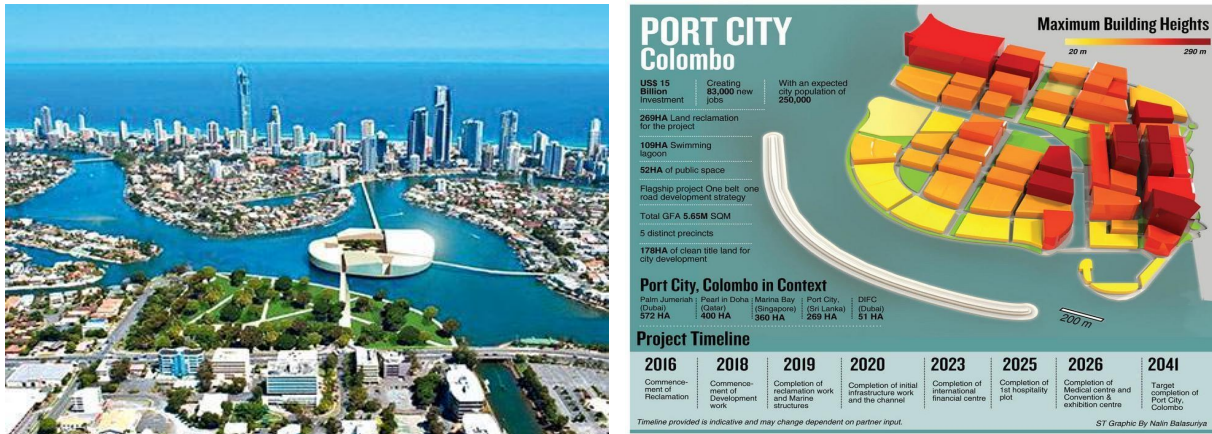 PORT CITY
Colombo
US$ 15
Billion
Investment
Creating
83,000 new
jobs
With an expected
city population of
250,000
269HA Land reclamation
for the project
109HA Swimming
lagoon
52HA of public space
Flagship project One belt one
road development strategy
Total GFA 5.65M SQM
5 distinct precincts
178HA of clean title land for
city development
Maximum Building Heights
20 m
290 m
200 m
Port City, Colombo in Context
Palm Jumeriah
(Dubai)
572 HA
Pearl in Doha
(Qatar)
400 HA
Marina Bay
(Singapore)
360 HA
Port City,
(Sri Lanka)
269 HA
DIFC
(Dubai)
51 HA
Project Timeline
2016
Commence-
ment of
Reclamation
2018
Commence-
ment of
Development
work
2019
Completion of
reclamation work
and Marine
structures
2020
Completion of initial
infrastructure work
and the channel
2023
Completion of
international
financial centre
2025
Completion of
1st hospitality
plot
2026
Completion of
Medical centre and
Convention &
exhibition centre
2041
Target
completion of
Port City,
Colombo
Timeline provided is indicative and may change dependent on partner input.
ST Graphic By Nalin Balasuriya